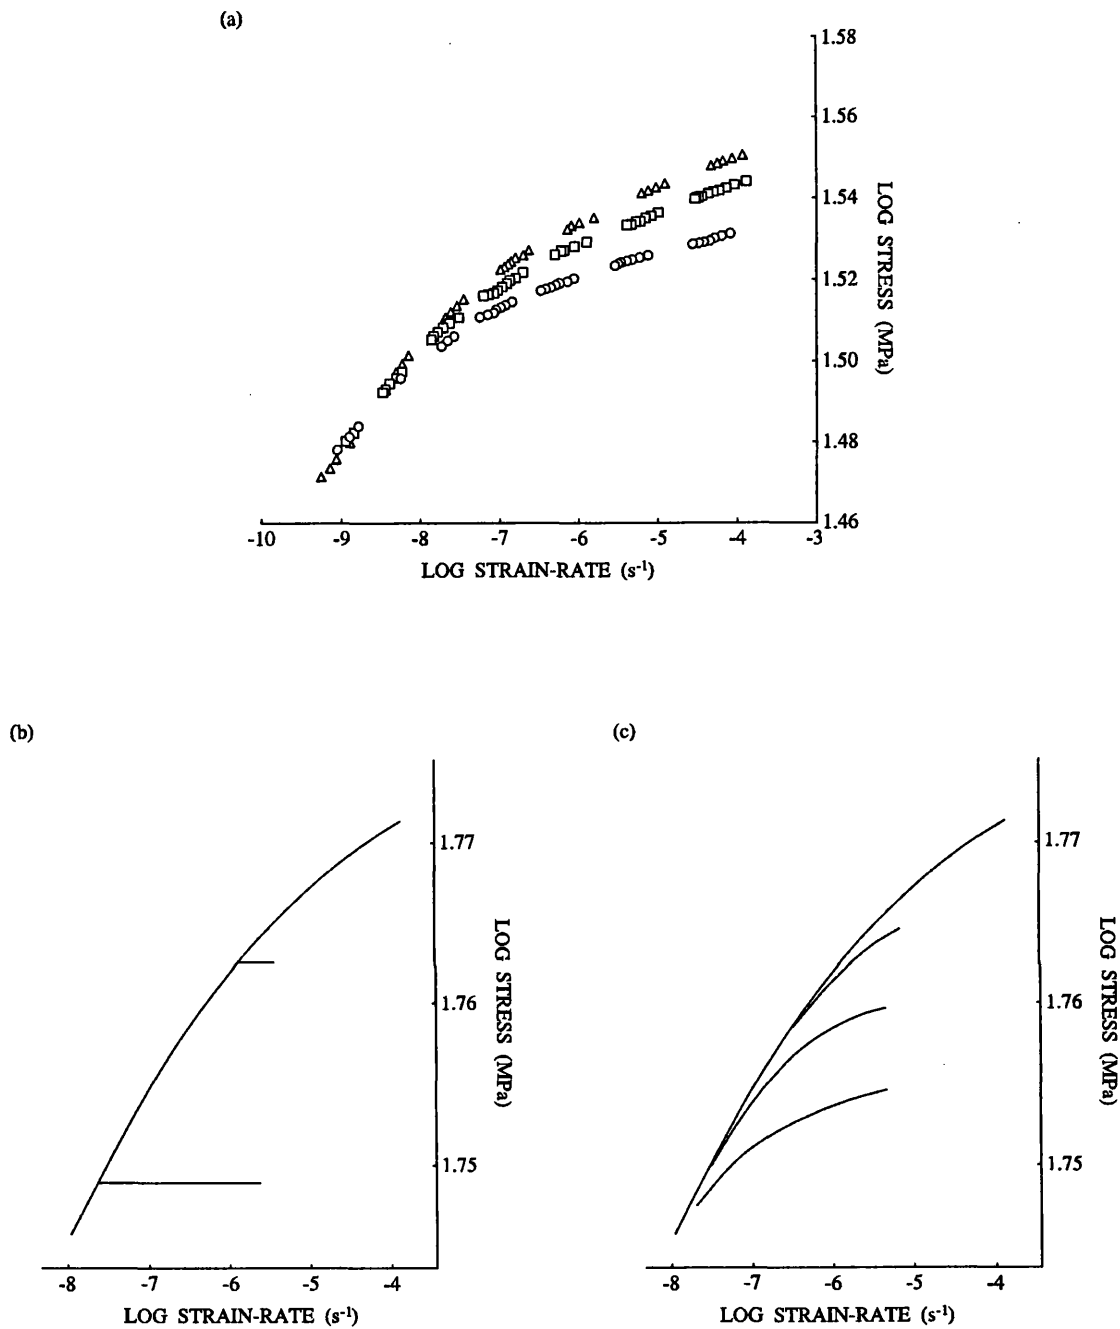 (a)
1.58
1.56
1.54
1.52
1.50
1.48
1.46
LOG STRESS (MPa)
-10 -9 -8 -7 -6 -5 -4 -3
LOG STRAIN-RATE (s⁻¹)
(b)
1.77
1.76
1.75
LOG STRESS (MPa)
-8 -7 -6 -5 -4
LOG STRAIN-RATE (s⁻¹)
(c)
1.77
1.76
1.75
LOG STRESS (MPa)
-8 -7 -6 -5 -4
LOG STRAIN-RATE (s⁻¹)